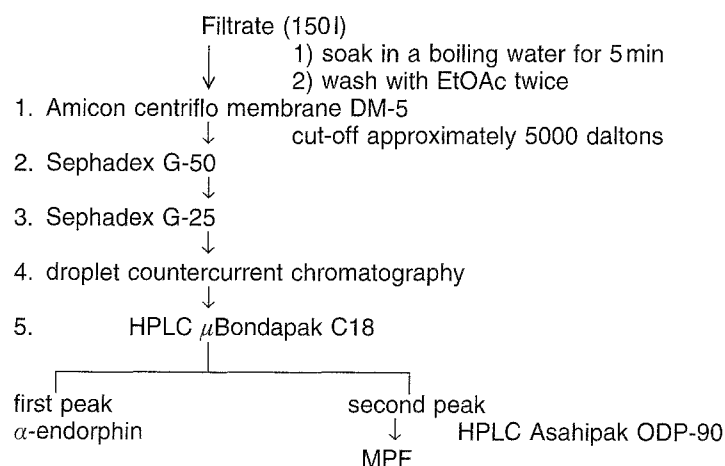 Filtrate (150l)
1) soak in a boiling water for 5 min
2) wash with EtOAc twice
1. Amicon centriflo membrane DM-5
cut-off approximately 5000 daltons
2. Sephadex G-50
3. Sephadex G-25
4. droplet countercurrent chromatography
5. HPLC μBondapak C18
first peak second peak
α-endorphin HPLC Asahipak ODP-90
MPF